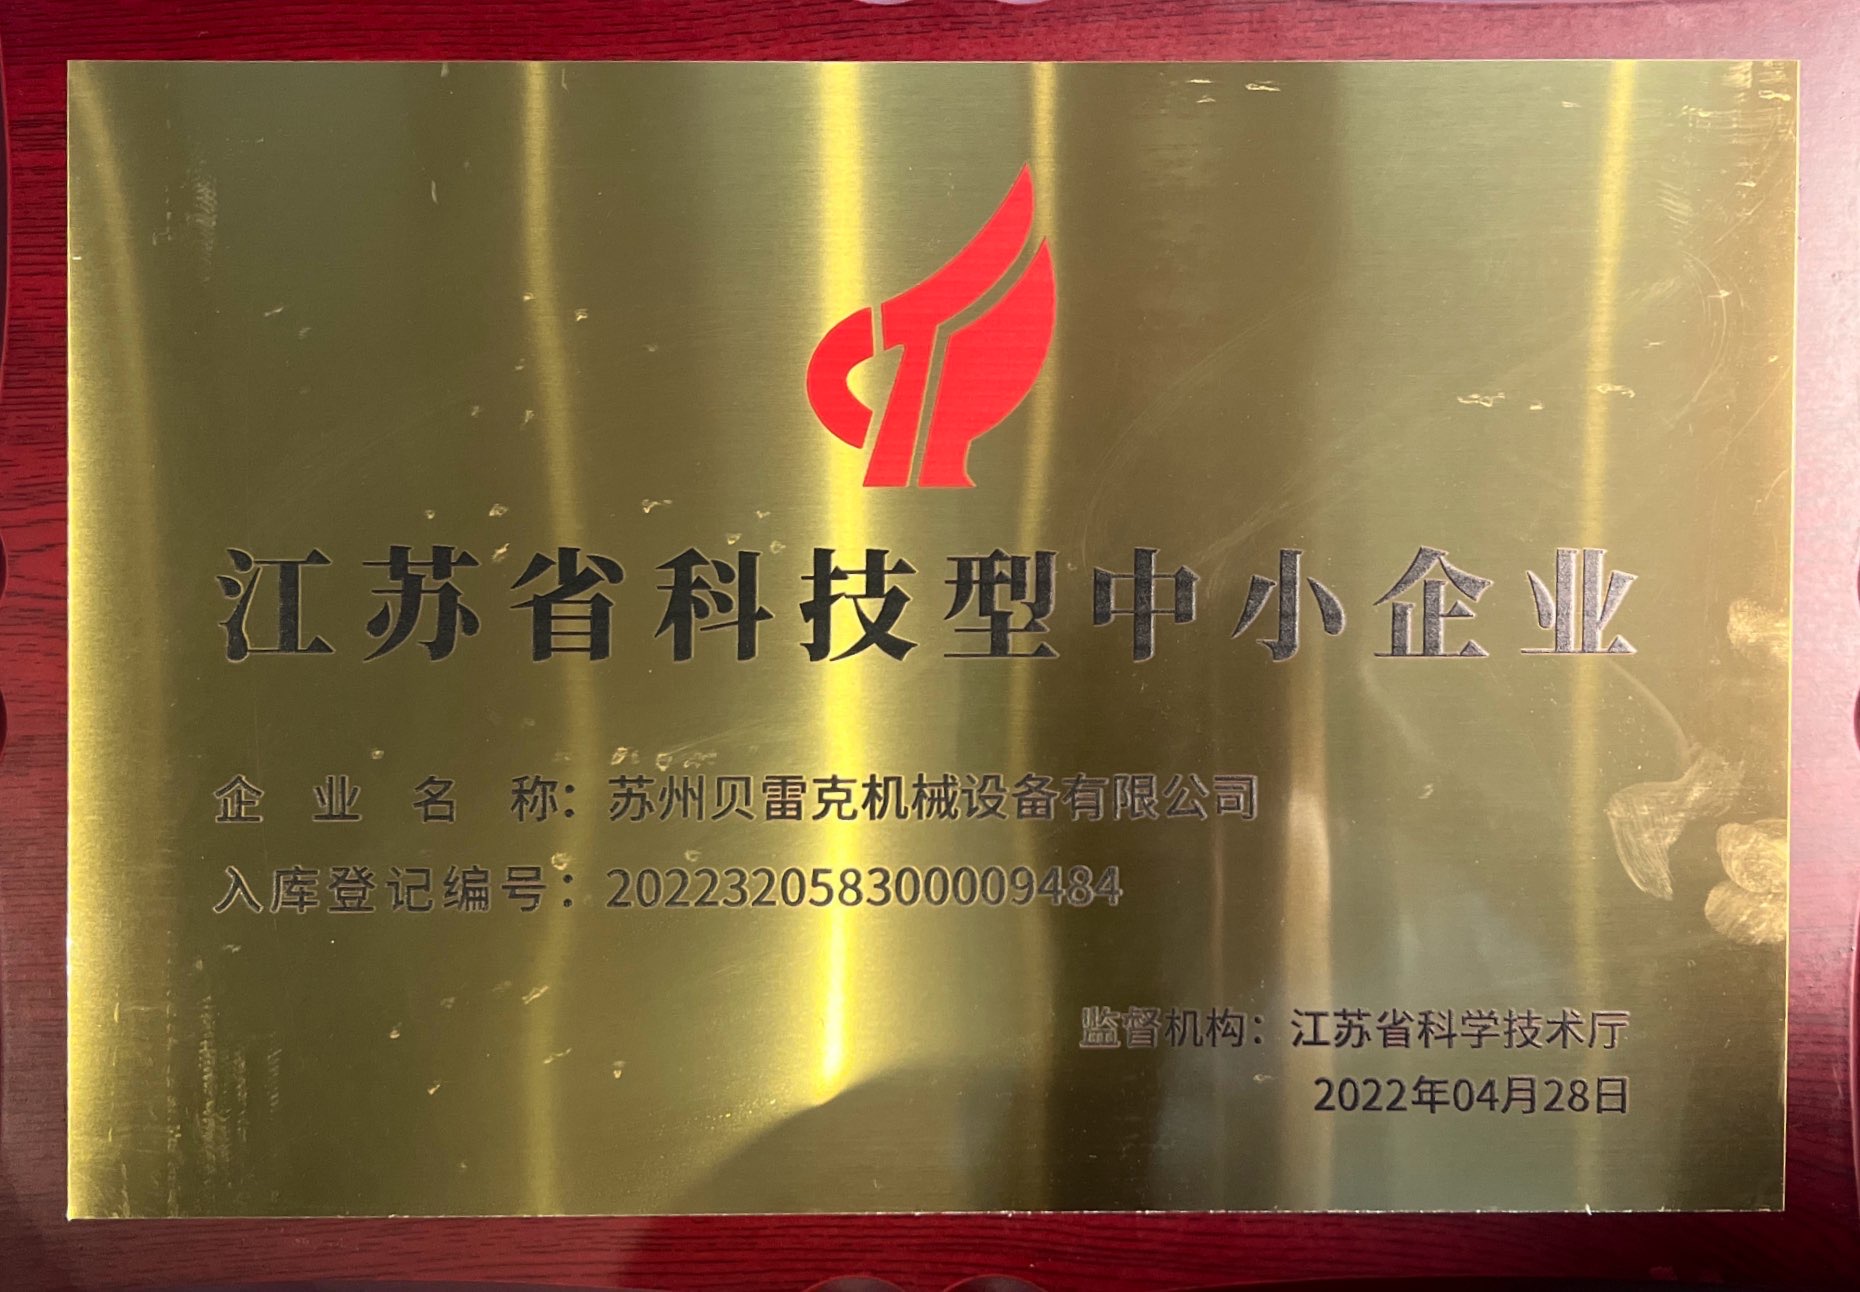 江苏省科技型中小企业
企业名称：苏州贝雷克机械设备有限公司
入库登记编号：202232058300009484
监督机构：江苏省科学技术厅
2022年04月28日